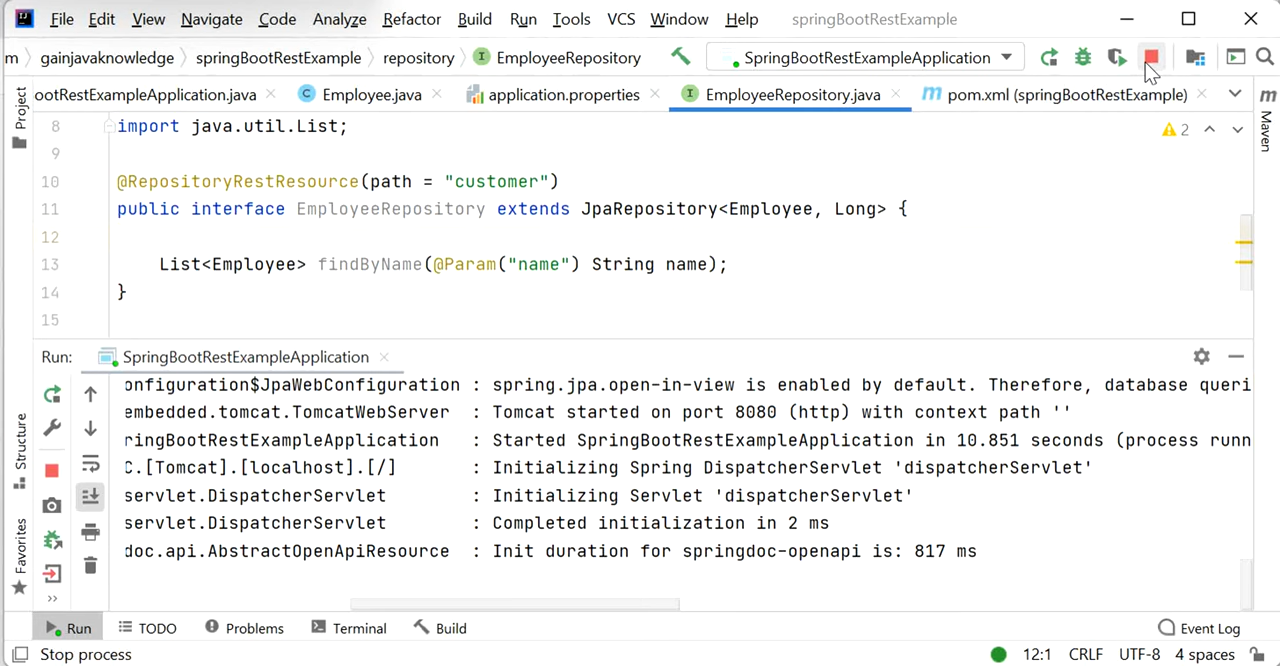 File Edit View Navigate Code Analyze Refactor Build Run Tools VCS Window Help springBootRestExample
m gainjavaknowledge springBootRestExample repository I EmployeeRepository SpringBootRestExampleApplication
ootRestExampleApplication.java C Employee.java application.properties I EmployeeRepository.java m pom.xml (springBootRestExample) m
Project
Maven
8 import java.util.List;
2
9
10 @RepositoryRestResource(path = "customer")
11 public interface EmployeeRepository extends JpaRepository<Employee, Long> {
12
13 List<Employee> findByName(@Param("name") String name);
14 }
15
Run: SpringBootRestExampleApplication
onfiguration$JpaWebConfiguration : spring.jpa.open-in-view is enabled by default. Therefore, database queri
embedded.tomcat.TomcatWebServer : Tomcat started on port 8080 (http) with context path ''
ringBootRestExampleApplication : Started SpringBootRestExampleApplication in 10.851 seconds (process runn
C.[Tomcat].[localhost].[/] : Initializing Spring DispatcherServlet 'dispatcherServlet'
servlet.DispatcherServlet : Initializing Servlet 'dispatcherServlet'
servlet.DispatcherServlet : Completed initialization in 2 ms
doc.api.AbstractOpenApiResource : Init duration for springdoc-openapi is: 817 ms
Structure
Favorites
Run TODO Problems Terminal Build Event Log
Stop process 12:1 CRLF UTF-8 4 spaces